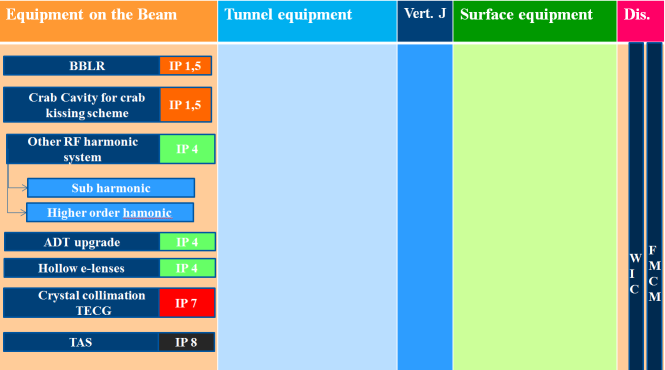 Equipment on the Beam
Tunnel equipment
Vert. J
Surface equipment
Dis.
BBLR
IP 1,5
Crab Cavity for crab
kissing scheme
IP 1,5
Other RF harmonic
system
IP 4
Sub harmonic
Higher order hamonic
ADT upgrade
IP 4
Hollow e-lenses
IP 4
Crystal collimation
TECG
IP 7
TAS
IP 8
WIC
FMCM